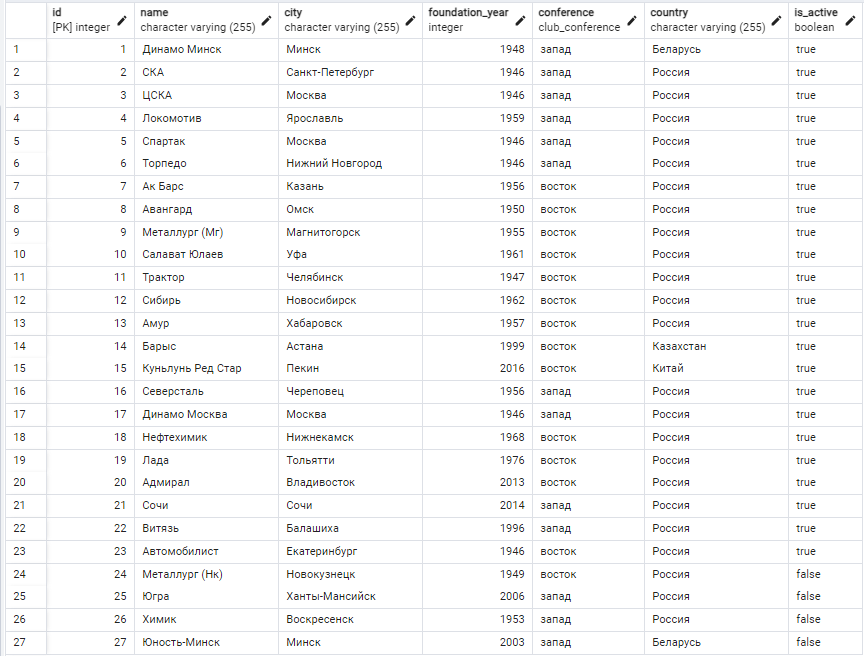 id name city foundation_year conference country is_active
[PK] integer character varying (255) character varying (255) integer club_conference character varying (255) boolean
1 1 Динамо Минск Минск 1948 запад Беларусь true
2 2 СКА Санкт-Петербург 1946 запад Россия true
3 3 ЦСКА Москва 1946 запад Россия true
4 4 Локомотив Ярославль 1959 запад Россия true
5 5 Спартак Москва 1946 запад Россия true
6 6 Торпедо Нижний Новгород 1946 запад Россия true
7 7 Ак Барс Казань 1956 восток Россия true
8 8 Авангард Омск 1950 восток Россия true
9 9 Металлург (Мг) Магнитогорск 1955 восток Россия true
10 10 Салават Юлаев Уфа 1961 восток Россия true
11 11 Трактор Челябинск 1947 восток Россия true
12 12 Сибирь Новосибирск 1962 восток Россия true
13 13 Амур Хабаровск 1957 восток Россия true
14 14 Барыс Астана 1999 восток Казахстан true
15 15 Куньлунь Ред Стар Пекин 2016 восток Китай true
16 16 Северсталь Череповец 1956 запад Россия true
17 17 Динамо Москва Москва 1946 запад Россия true
18 18 Нефтехимик Нижнекамск 1968 восток Россия true
19 19 Лада Тольятти 1976 восток Россия true
20 20 Адмирал Владивосток 2013 восток Россия true
21 21 Сочи Сочи 2014 запад Россия true
22 22 Витязь Балашиха 1996 запад Россия true
23 23 Автомобилист Екатеринбург 1946 восток Россия true
24 24 Металлург (Нк) Новокузнецк 1949 восток Россия false
25 25 Югра Ханты-Мансийск 2006 запад Россия false
26 26 Химик Воскресенск 1953 запад Россия false
27 27 Юность-Минск Минск 2003 запад Беларусь false